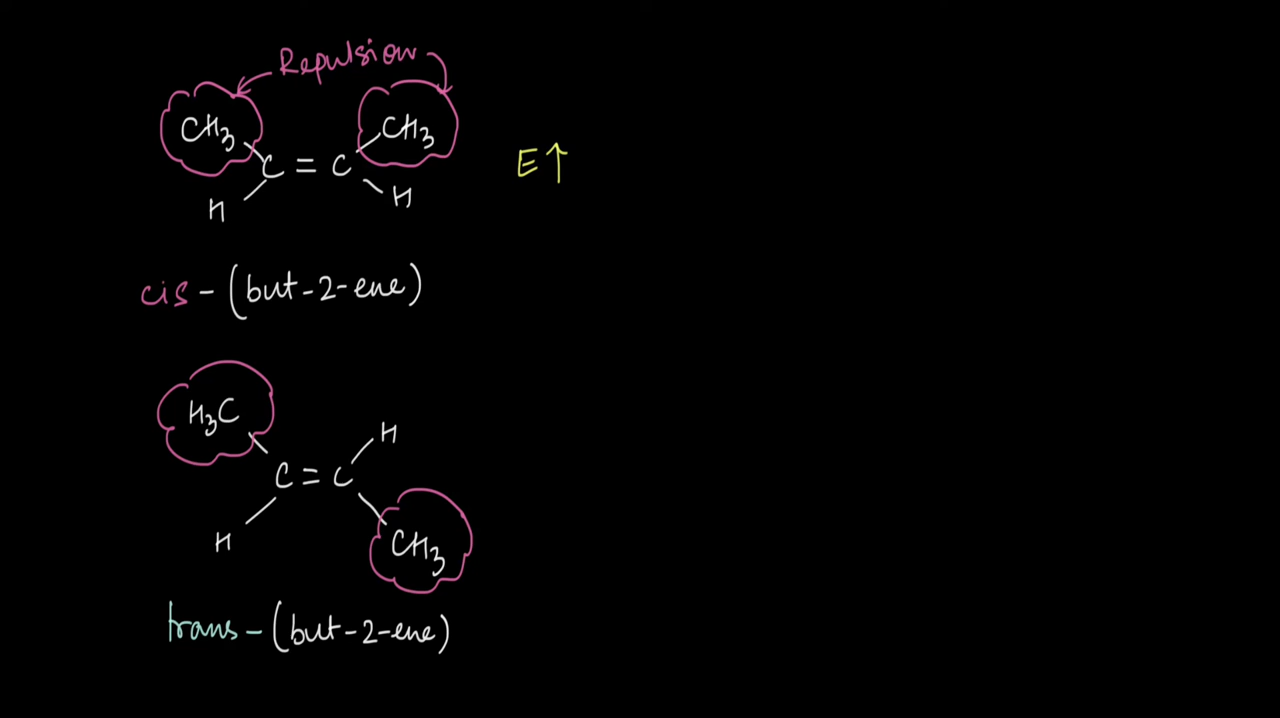 Repulsion
CH3 CH3
C = C
H H
E↑
cis-(but-2-ene)
H3C H
C = C
H CH3
trans-(but-2-ene)